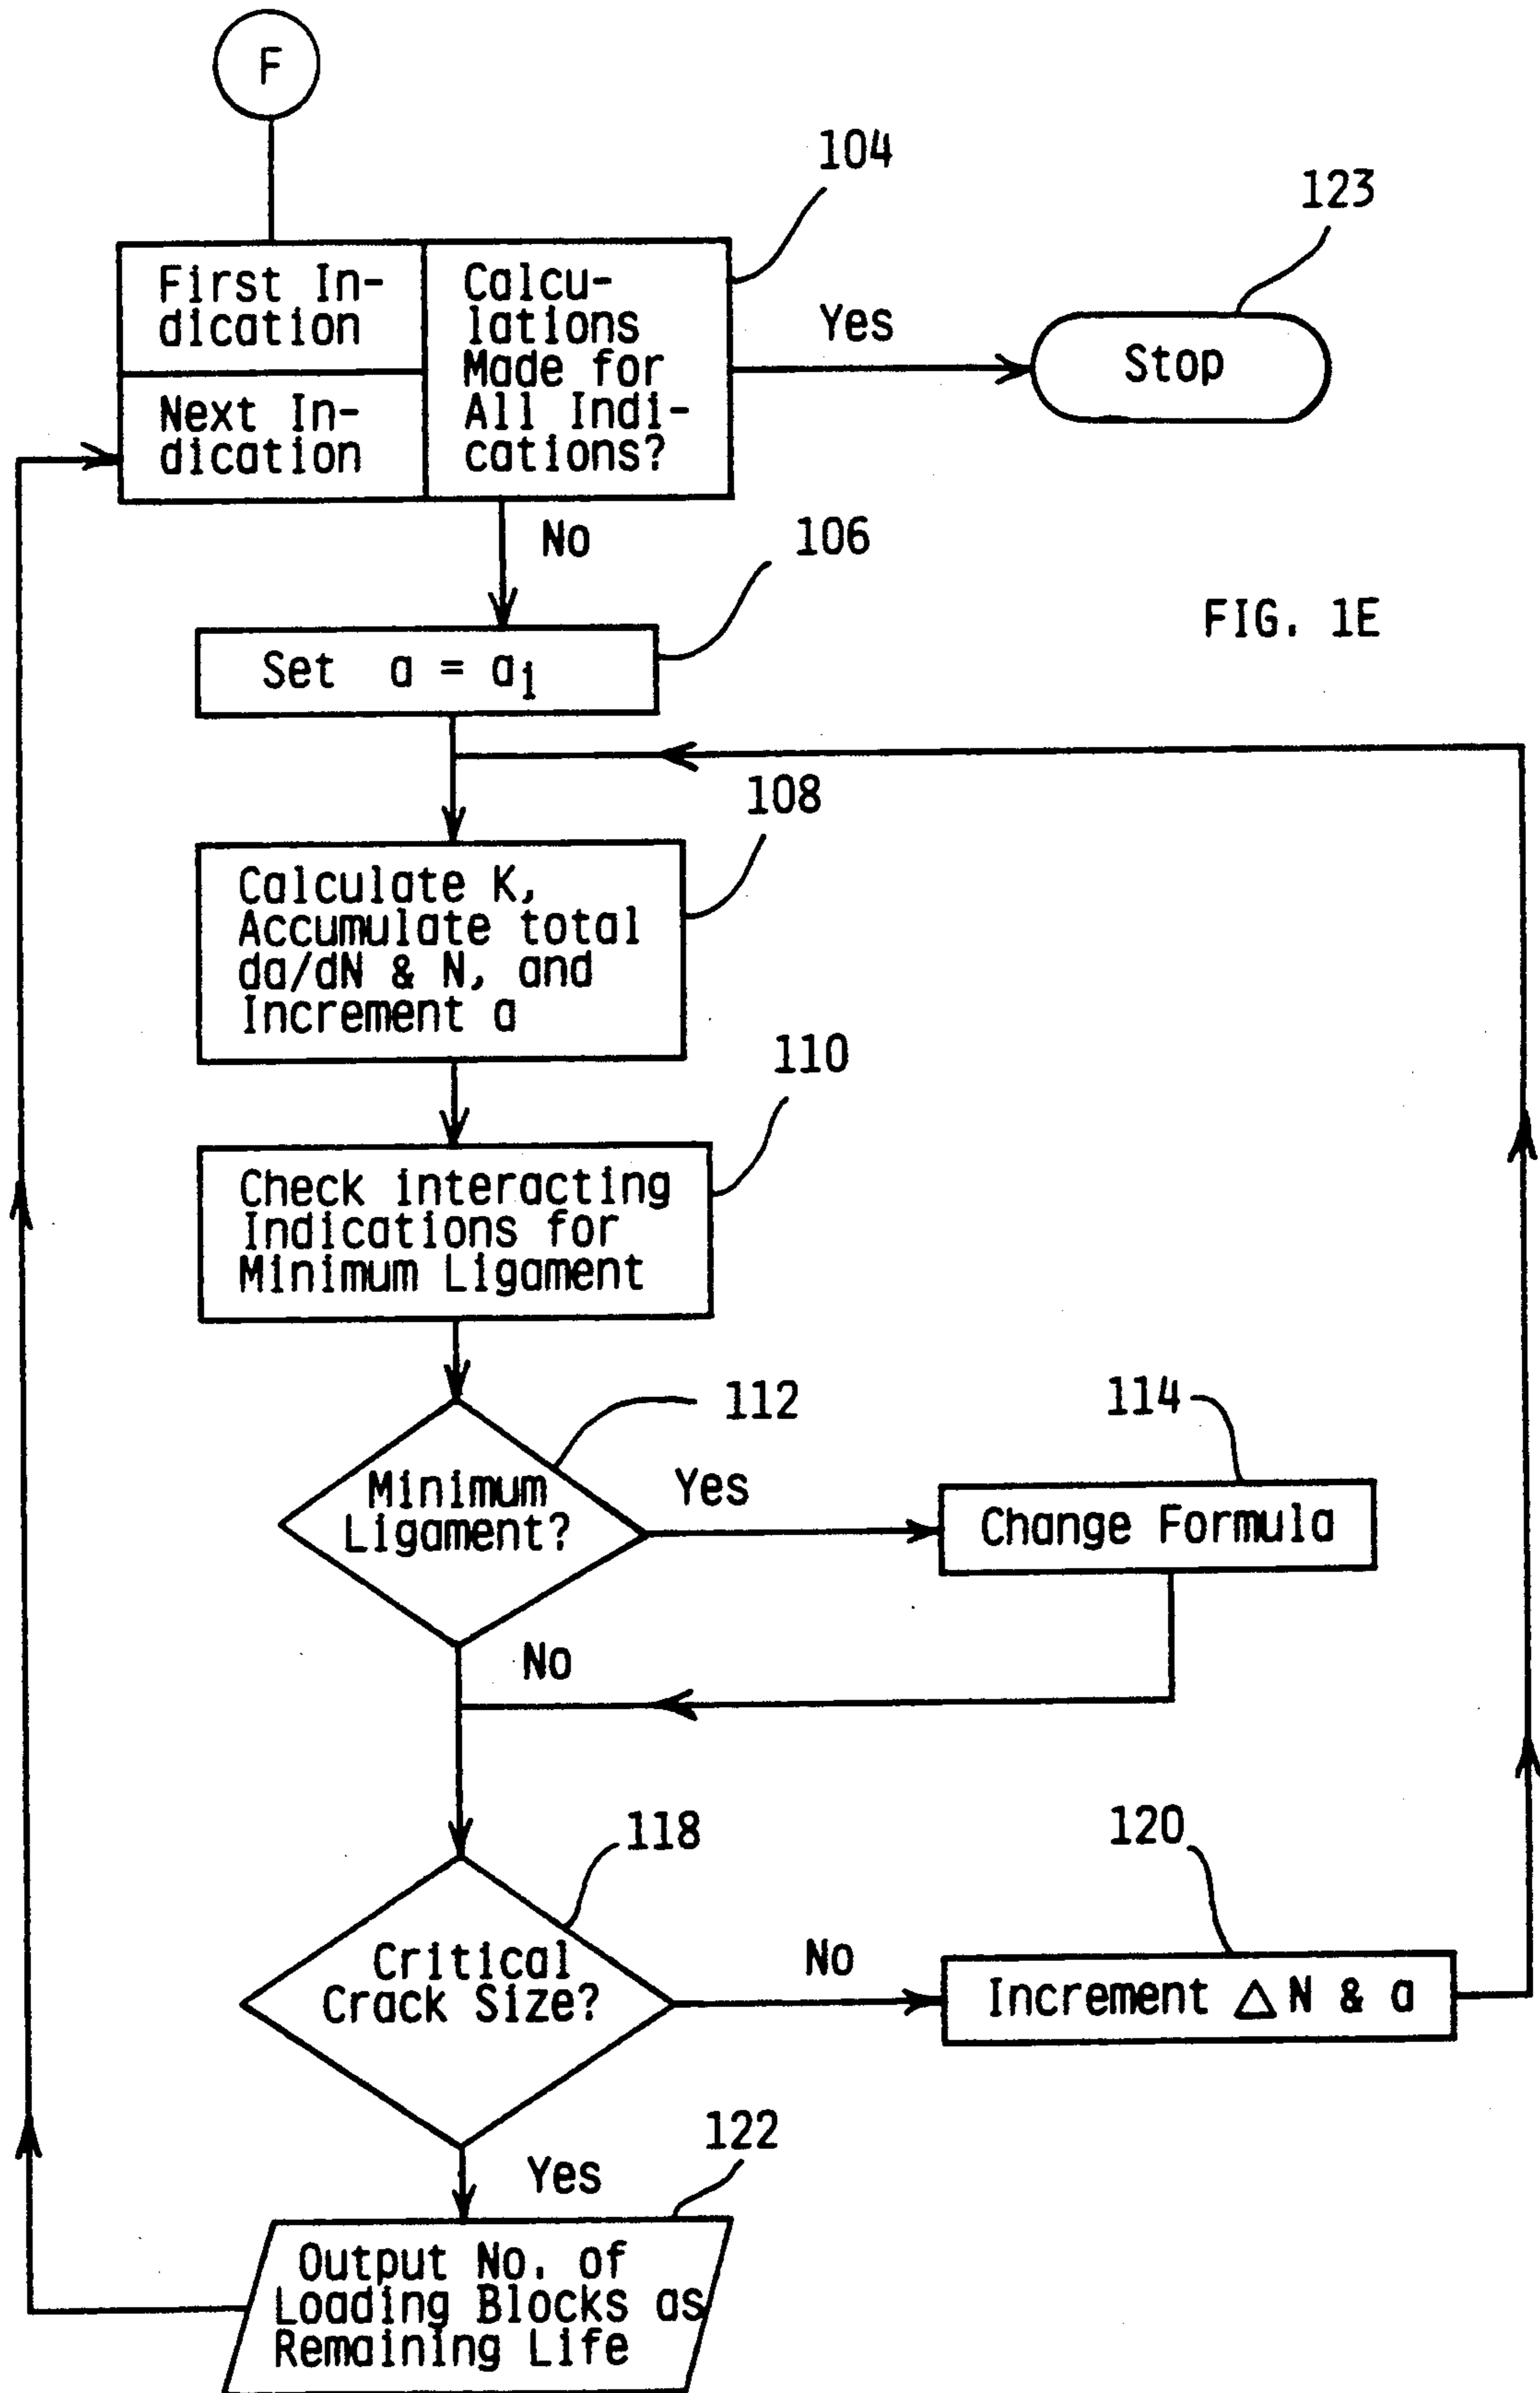 F
104
123
First In-
dication
Calcu-
lations
Made for
All Indi-
cations?
Yes
Stop
Next In-
dication
No
106
FIG. 1E
Set a = ai
108
Calculate K,
Accumulate total
da/dN & N, and
Increment a
110
Check interacting
Indications for
Minimum Ligament
112
114
Minimum
Ligament?
Yes
Change Formula
No
118
120
Critical
Crack Size?
No
Increment △ N & a
122
Yes
Output No. of
Loading Blocks as
Remaining Life